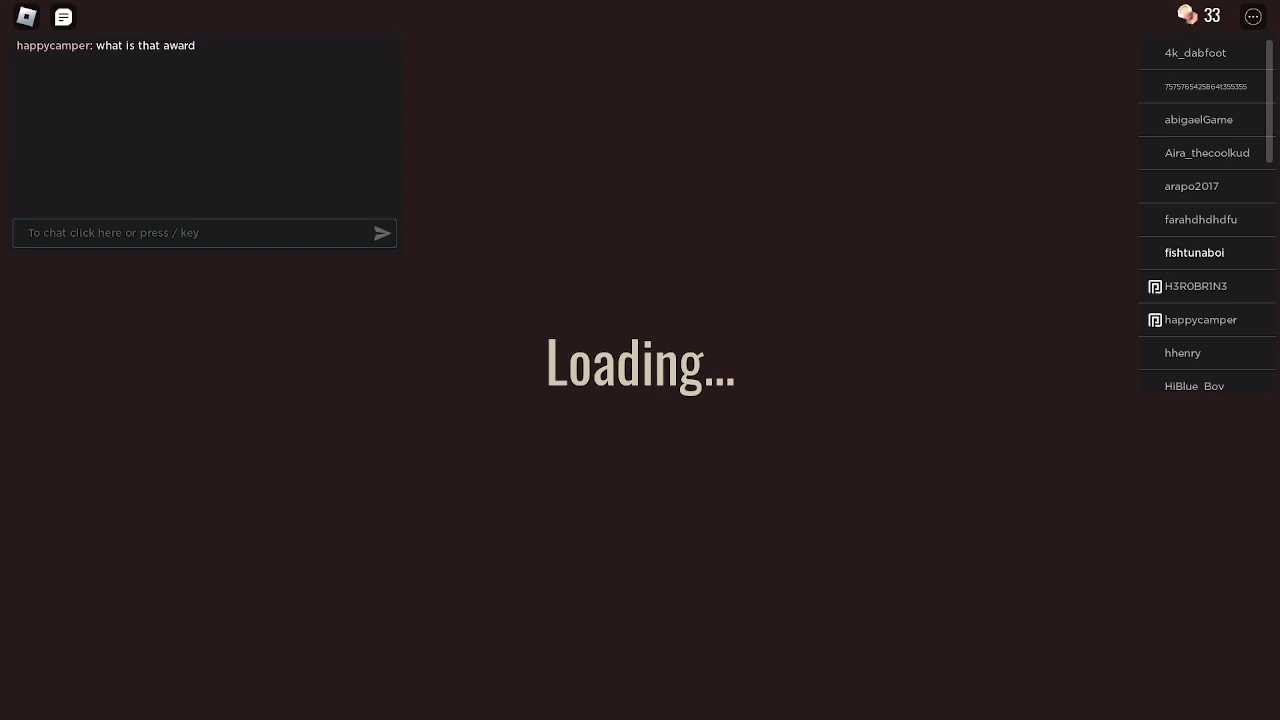 33
happycamper: what is that award
To chat click here or press / key
Loading...
4k_dabfoot
7575765425864t355355
abigaelGame
Aira_thecoolkud
arapo2017
farahdhdhdfu
fishtunaboi
H3R0BR1N3
happycamper
hhenry
HiBlue_Boy